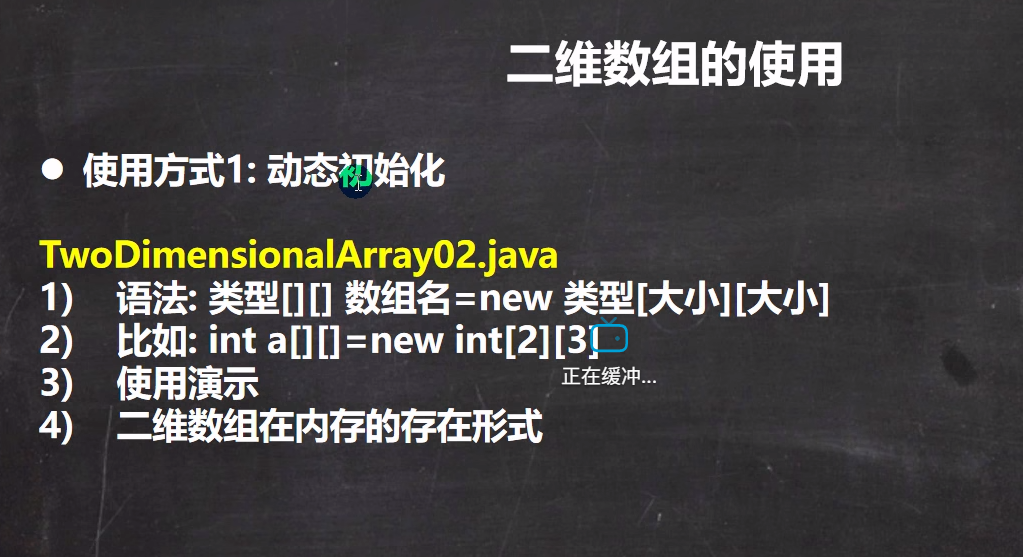 二维数组的使用
● 使用方式1: 动态初始化
TwoDimensionalArray02.java
1) 语法: 类型[][] 数组名=new 类型[大小][大小]
2) 比如: int a[][]=new int[2][3]
正在缓冲...
3) 使用演示
4) 二维数组在内存的存在形式